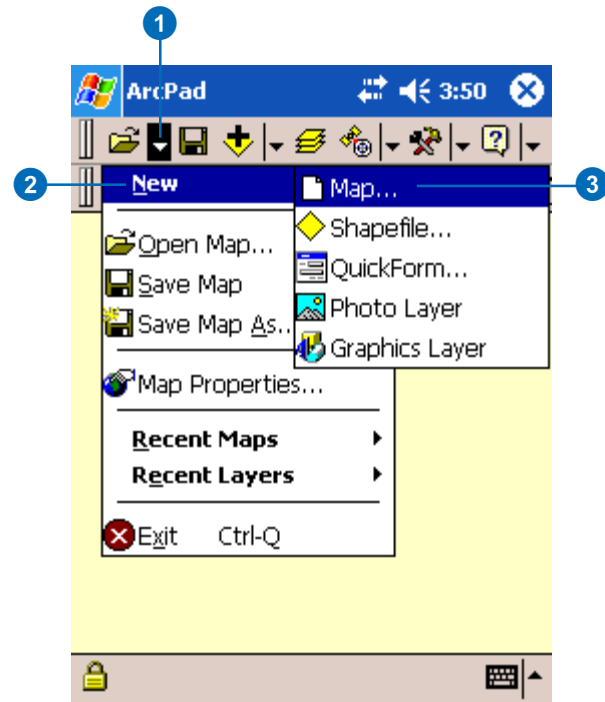 1
ArcPad 3:50
2 New
Map... 3
Shapefile...
Open Map...
QuickForm...
Save Map
Photo Layer
Save Map As..
Graphics Layer
Map Properties...
Recent Maps
Recent Layers
Exit Ctrl-Q